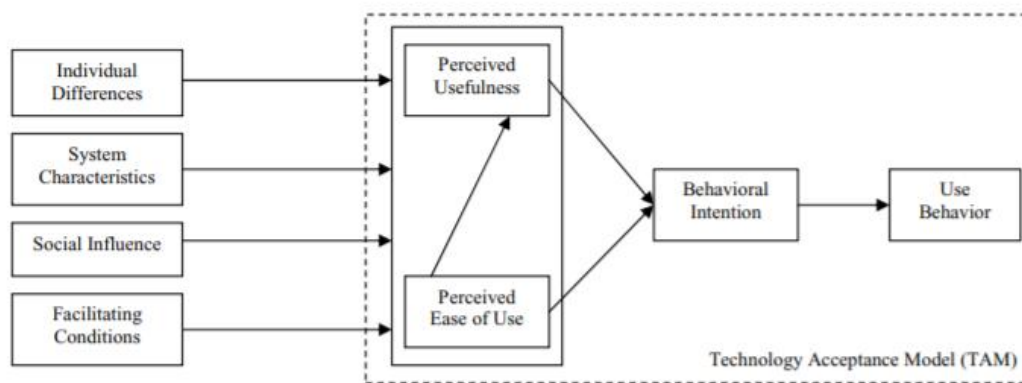 Individual
Differences
System
Characteristics
Social Influence
Facilitating
Conditions
Perceived
Usefulness
Perceived
Ease of Use
Behavioral
Intention
Use
Behavior
Technology Acceptance Model (TAM)